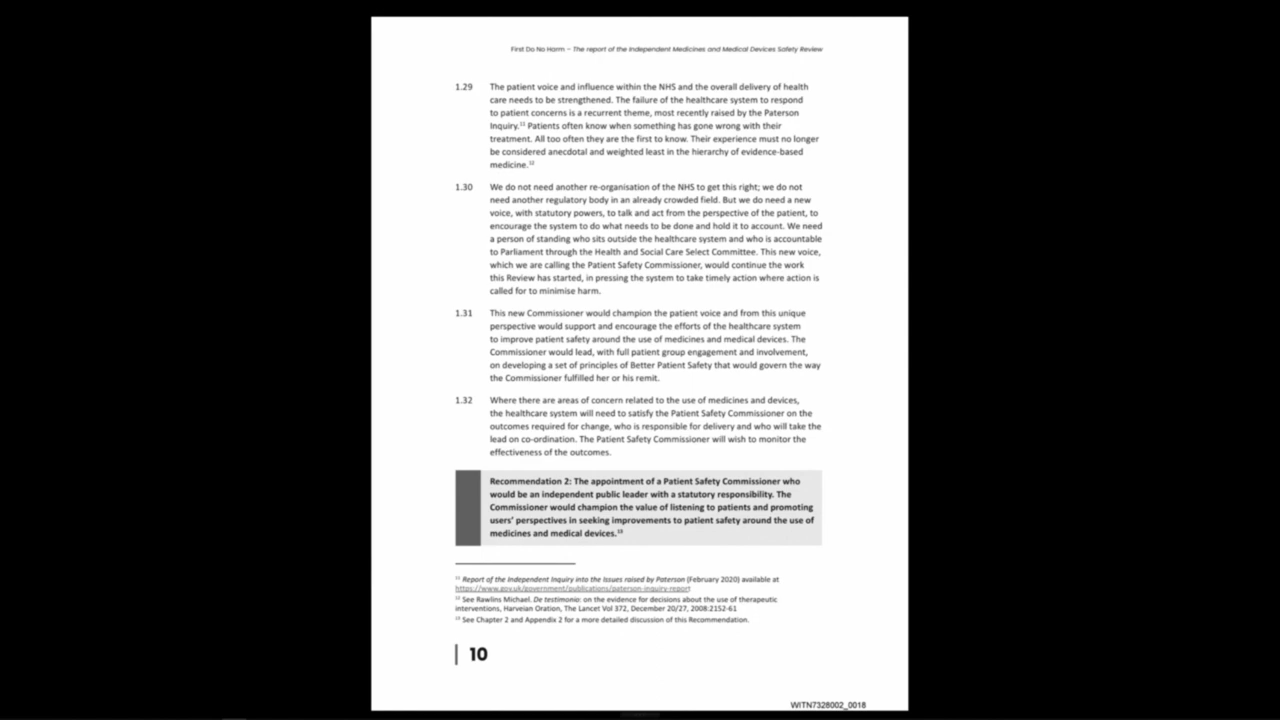 First Do No Harm – The report of the Independent Medicines and Medical Devices Safety Review
1.29 The patient voice and influence within the NHS and the overall delivery of health
care needs to be strengthened. The failure of the healthcare system to respond
to patient concerns is a recurrent theme, most recently raised by the Paterson
Inquiry.¹¹ Patients often know when something has gone wrong with their
treatment. All too often they are the first to know. Their experience must no longer
be considered anecdotal and weighted least in the hierarchy of evidence-based
medicine.¹²
1.30 We do not need another re-organisation of the NHS to get this right; we do not
need another regulatory body in an already crowded field. But we do need a new
voice, with statutory powers, to talk and act from the perspective of the patient, to
encourage the system to do what needs to be done and hold it to account. We need
a person of standing who sits outside the healthcare system and who is accountable
to Parliament through the Health and Social Care Select Committee. This new voice,
which we are calling the Patient Safety Commissioner, would continue the work
this Review has started, in pressing the system to take timely action where action is
called for to minimise harm.
1.31 This new Commissioner would champion the patient voice and from this unique
perspective would support and encourage the efforts of the healthcare system
to improve patient safety around the use of medicines and medical devices. The
Commissioner would lead, with full patient group engagement and involvement,
on developing a set of principles of Better Patient Safety that would govern the way
the Commissioner fulfilled her or his remit.
1.32 Where there are areas of concern related to the use of medicines and devices,
the healthcare system will need to satisfy the Patient Safety Commissioner on the
outcomes required for change, who is responsible for delivery and who will take the
lead on co-ordination. The Patient Safety Commissioner will wish to monitor the
effectiveness of the outcomes.
Recommendation 2: The appointment of a Patient Safety Commissioner who
would be an independent public leader with a statutory responsibility. The
Commissioner would champion the value of listening to patients and promoting
users' perspectives in seeking improvements to patient safety around the use of
medicines and medical devices.¹³
¹¹ Report of the Independent Inquiry into the Issues raised by Paterson (February 2020) available at
https://www.gov.uk/government/publications/paterson-inquiry-report
¹² See Rawlins Michael. De testimonio: on the evidence for decisions about the use of therapeutic
interventions, Harveian Oration, The Lancet Vol 372, December 20/27, 2008:2152-61
¹³ See Chapter 2 and Appendix 2 for a more detailed discussion of this Recommendation.
10
WITN7328002_0018